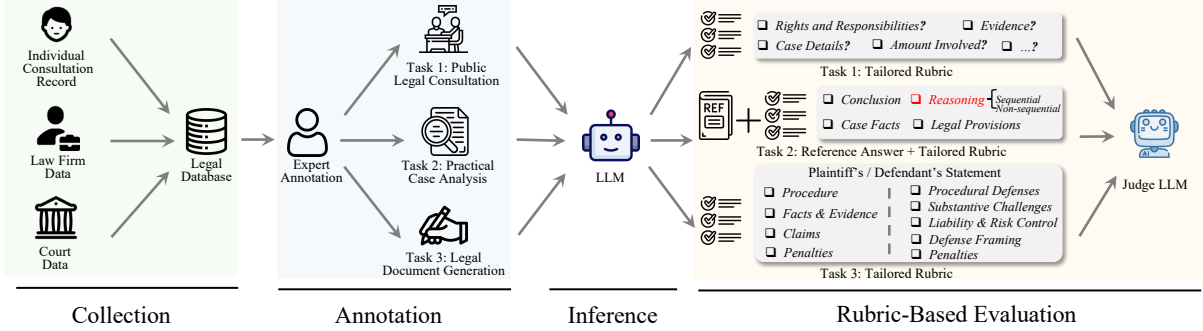 Individual
Consultation
Record
Law Firm
Data
Court
Data
Legal
Database
Expert
Annotation
Task 1: Public
Legal Consultation
Task 2: Practical
Case Analysis
Task 3: Legal
Document Generation
LLM
Rights and Responsibilities?
Evidence?
Case Details?
Amount Involved?
...?
Task 1: Tailored Rubric
REF
Conclusion
Reasoning
Sequential
Non-sequential
Case Facts
Legal Provisions
Task 2: Reference Answer + Tailored Rubric
Plaintiff's / Defendant's Statement
Procedure
Facts & Evidence
Claims
Penalties
Procedural Defenses
Substantive Challenges
Liability & Risk Control
Defense Framing
Penalties
Task 3: Tailored Rubric
AI
Judge LLM
Collection
Annotation
Inference
Rubric-Based Evaluation